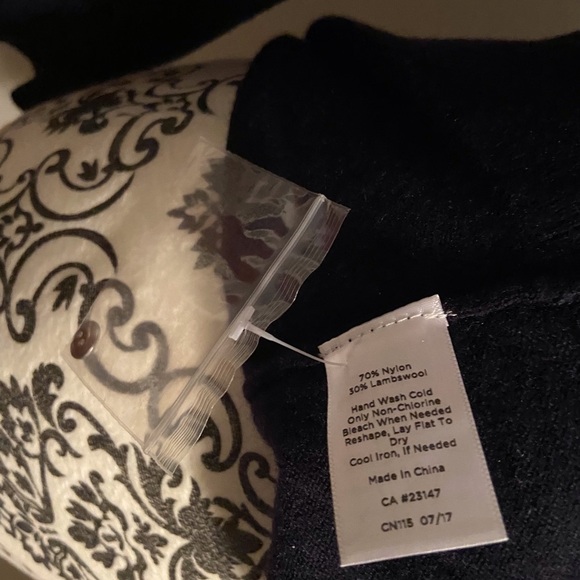 70% Nylon
30% Lambswool
Hand Wash Cold
Only Non-Chlorine
Bleach When Needed
Reshape, Lay Flat To
Dry
Cool Iron, If Needed
Made In China
CA #23147
CN115 07/17